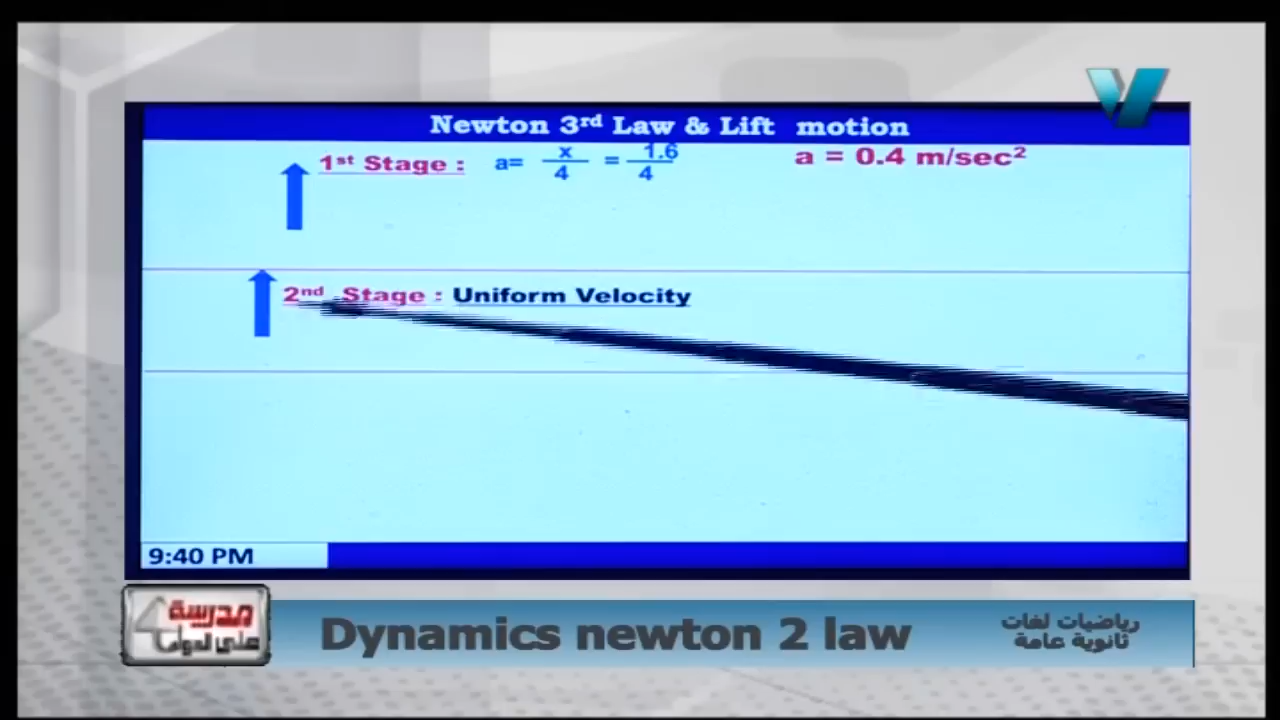 Newton 3rd Law & Lift motion
1st Stage : a= x/4 = 1.6/4 a = 0.4 m/sec²
2nd Stage : Uniform Velocity
9:40 PM
مدرسة
على الهواء
Dynamics newton 2 law
رياضيات لغات
ثانوية عامة